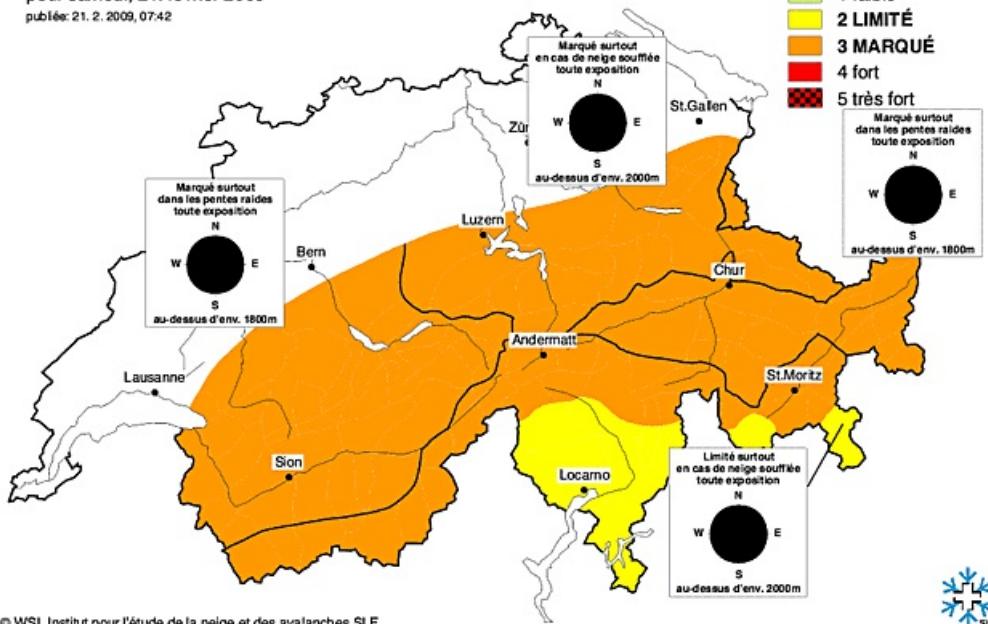 publiée: 21. 2. 2009, 07:42
2 LIMITÉ
3 MARQUÉ
4 fort
5 très fort
Marqué surtout
en cas de neige soufflée
toute exposition
N
W E
S
au-dessus d'env. 2000m
St.Gallen
Marqué surtout
dans les pentes raides
toute exposition
N
W E
S
au-dessus d'env. 1800m
Marqué surtout
dans les pentes raides
toute exposition
N
W E
S
au-dessus d'env. 1800m
Luzern
Bern
Chur
Andermatt
St.Moritz
Lausanne
Sion
Locarno
Limité surtout
en cas de neige soufflée
toute exposition
N
W E
S
au-dessus d'env. 2000m
© WSL Institut pour l'étude de la neige et des avalanches SLF